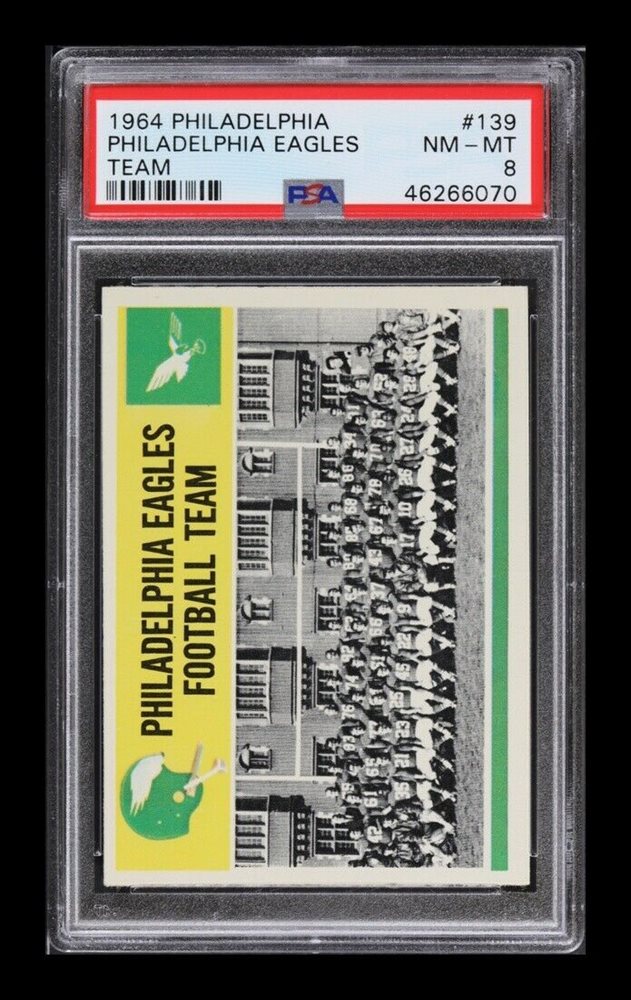 1964 PHILADELPHIA #139
PHILADELPHIA EAGLES NM - MT
TEAM 8
PSA 46266070
PHILADELPHIA EAGLES
FOOTBALL TEAM